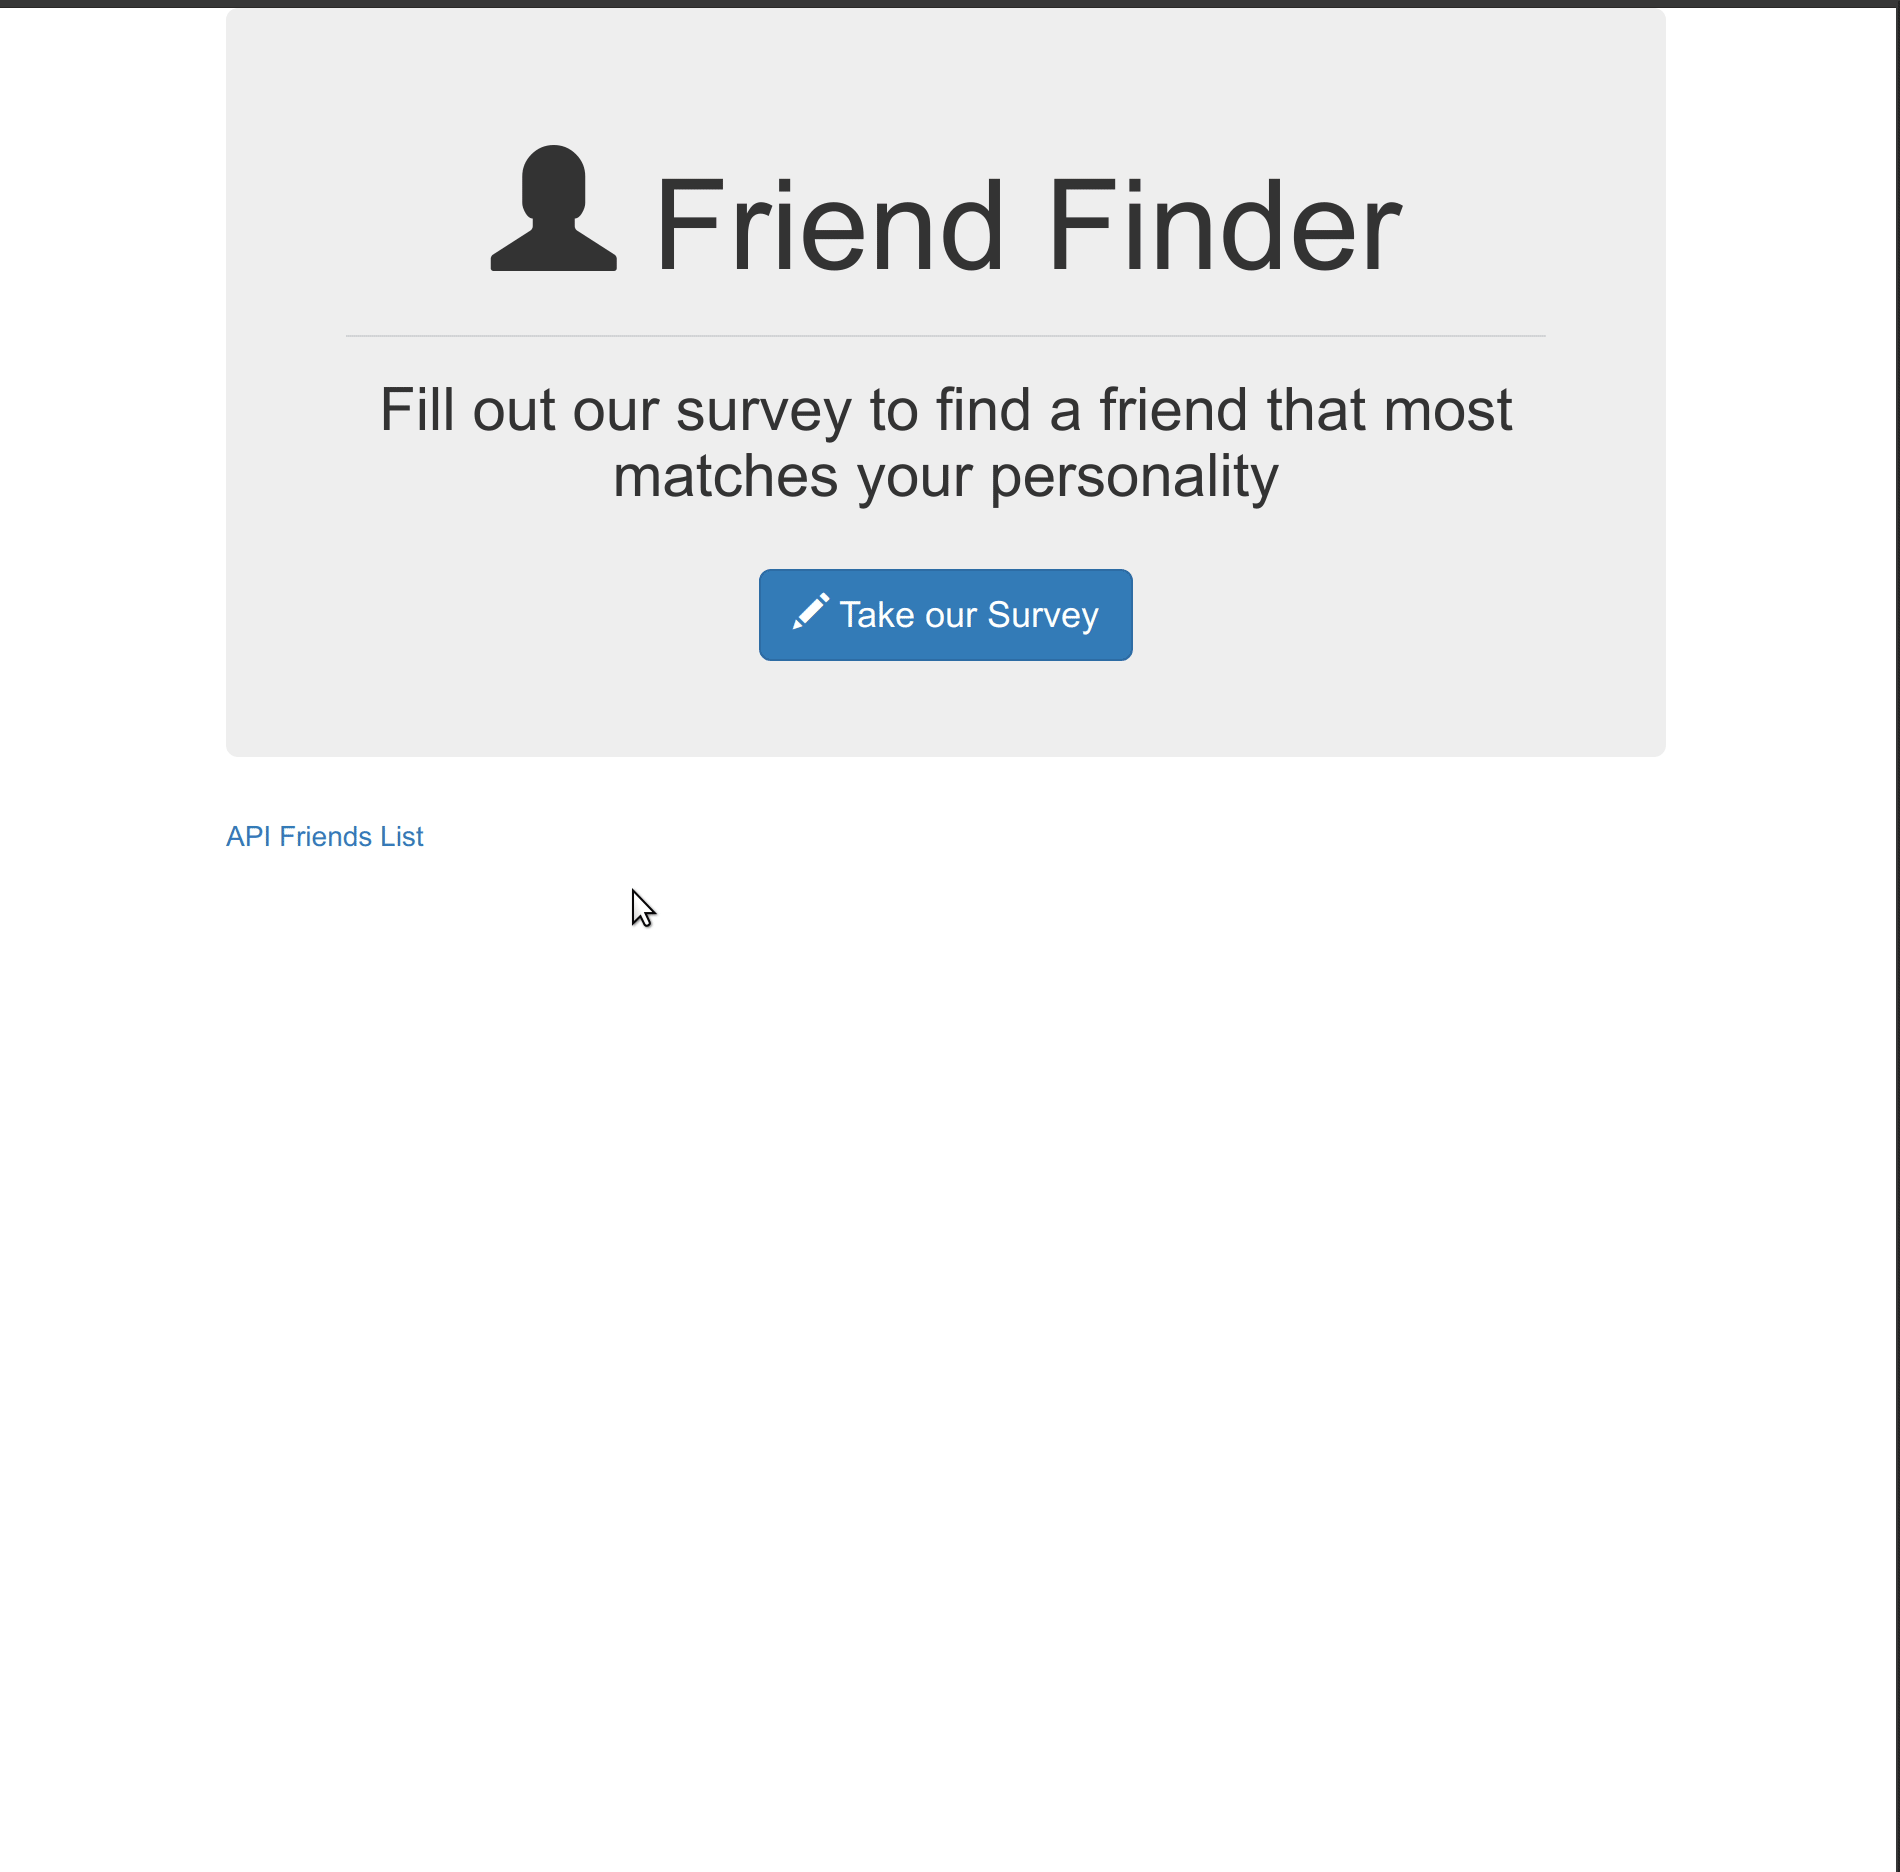 Friend Finder
Fill out our survey to find a friend that most
matches your personality
Take our Survey
API Friends List